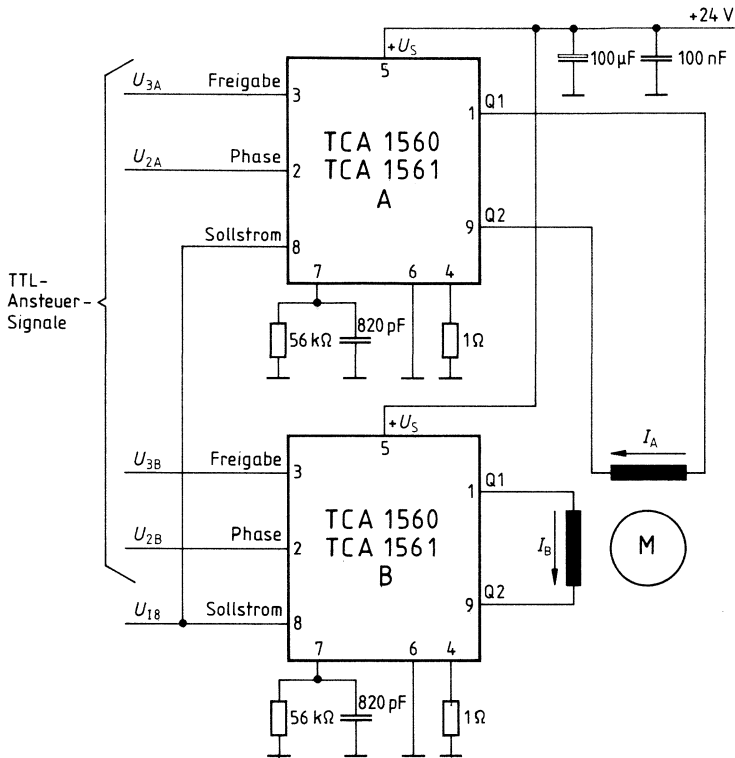 +24 V
+U_S
5
100 µF
100 nF
U_3A
Freigabe
3
1
Q1
TCA 1560
TCA 1561
A
U_2A
Phase
2
9
Q2
Sollstrom
8
7
6
4
TTL-
Ansteuer-
Signale
56 kΩ
820 pF
1Ω
+U_S
5
I_A
U_3B
Freigabe
3
1
Q1
TCA 1560
TCA 1561
B
U_2B
Phase
2
I_B
M
9
Q2
U_I8
Sollstrom
8
7
6
4
56 kΩ
820 pF
1Ω